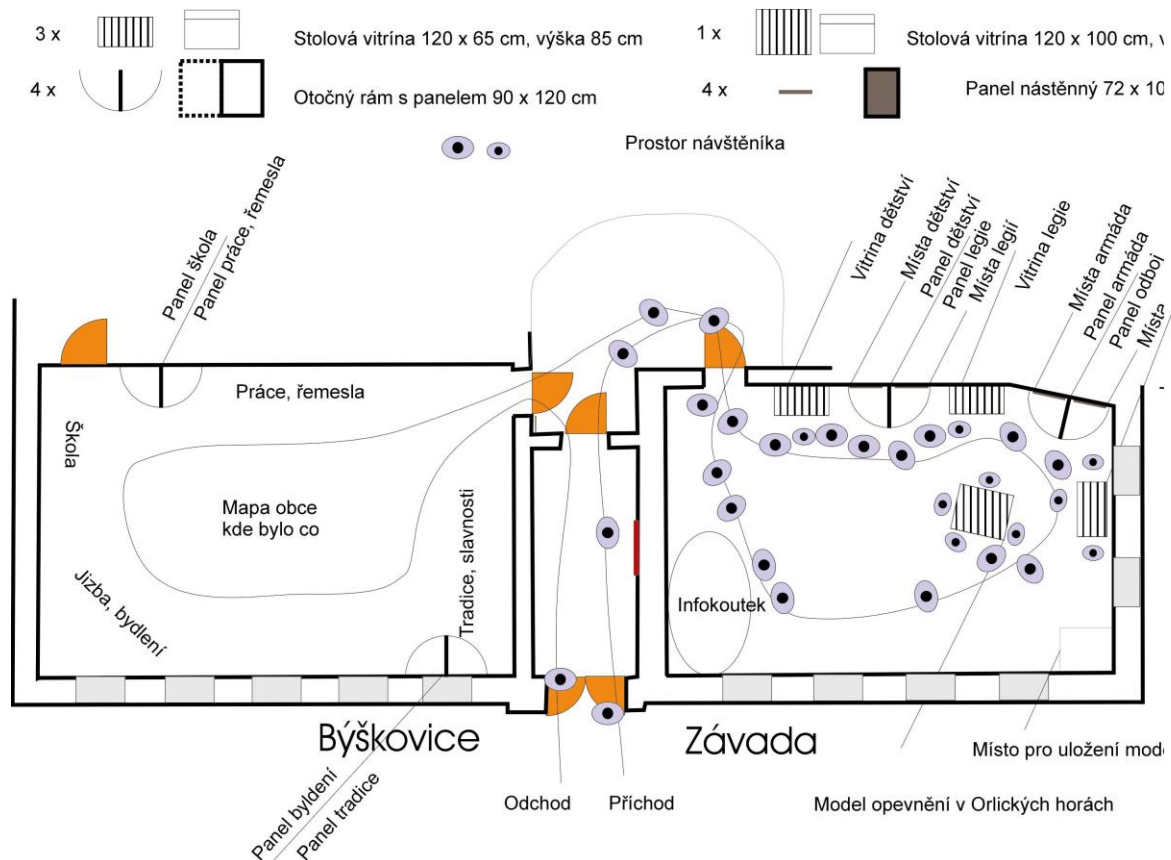 3 x
Stolová vitrína 120 x 65 cm, výška 85 cm
1 x
Stolová vitrína 120 x 100 cm, v
4 x
Otočný rám s panelem 90 x 120 cm
4 x
Panel nástěnný 72 x 10
Prostor návštěníka
Panel škola
Panel práce, řemesla
Vitrina dětství
Místa dětství
Panel dětství
Panel legie
Místa legií
Vitrína legie
Místa armáda
Panel armáda
Panel odboj
Místa
Práce, řemesla
Škola
Mapa obce
kde bylo co
Jizba, bydlení
Tradice, slavnosti
Infokoutek
Býškovice
Závada
Místo pro uložení mode
Panel byldení
Panel tradice
Odchod
Příchod
Model opevnění v Orlických horách